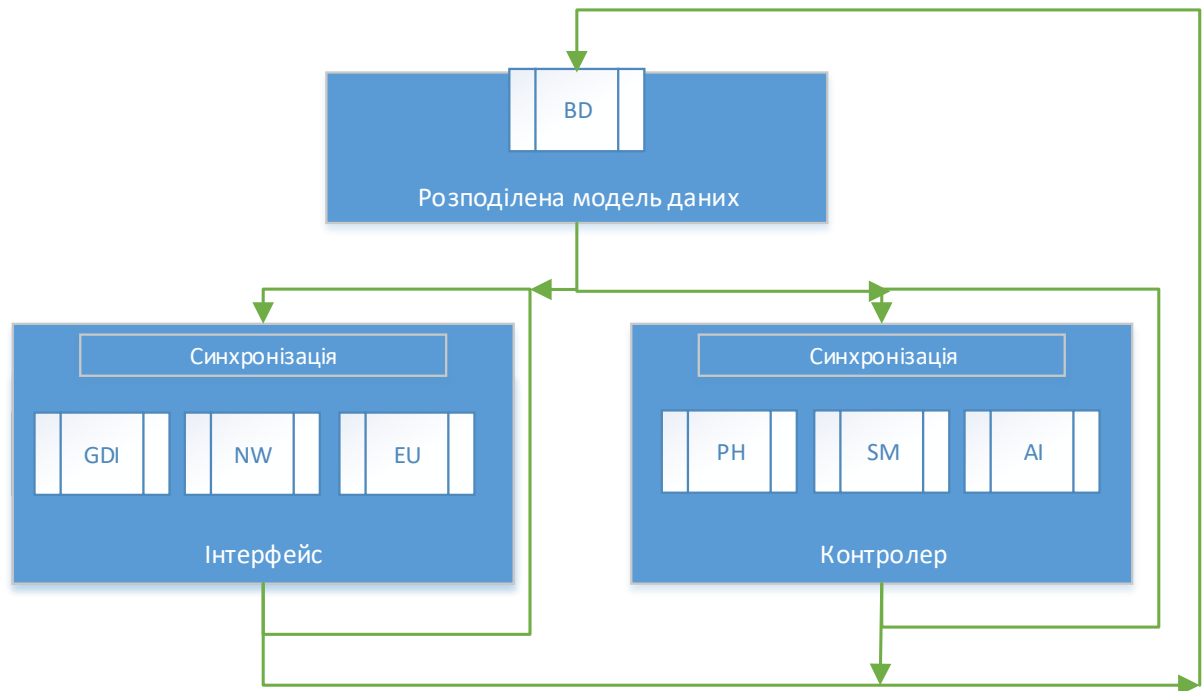 BD
Розподілена модель даних
Синхронізація
GDI NW EU
Інтерфейс
Синхронізація
PH SM AI
Контролер